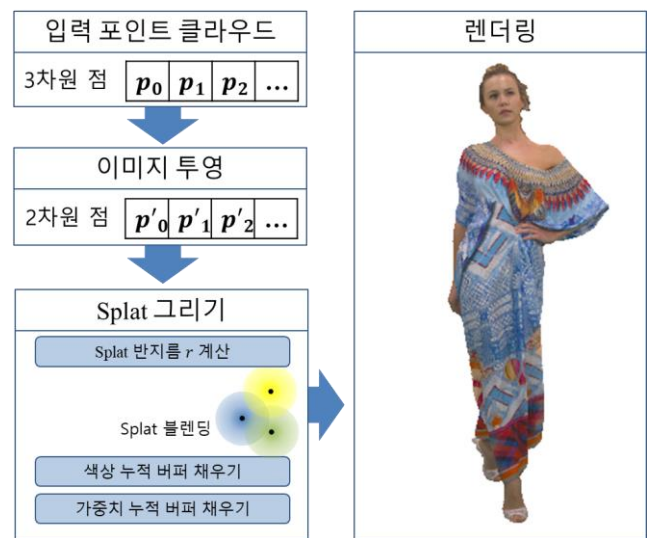 입력 포인트 클라우드
3차원 점 p₀ p₁ p₂ ...
이미지 투영
2차원 점 p'₀ p'₁ p'₂ ...
Splat 그리기
Splat 반지름 r 계산
Splat 블렌딩
색상 누적 버퍼 채우기
가중치 누적 버퍼 채우기
렌더링